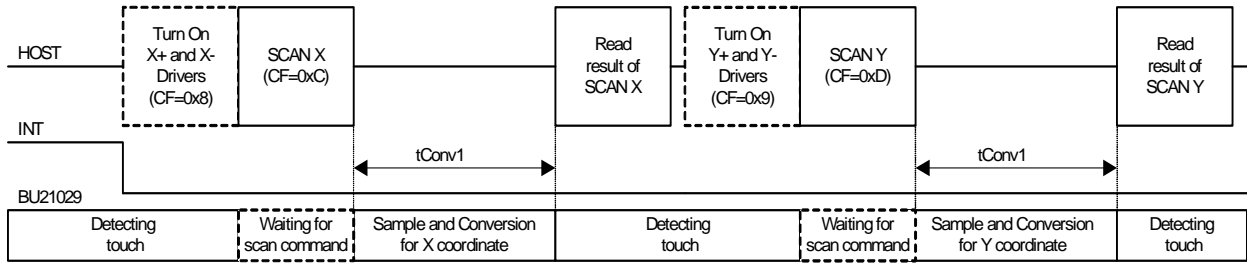 HOST
Turn On
X+ and X-
Drivers
(CF=0x8)
SCAN X
(CF=0xC)
Read
result of
SCAN X
Turn On
Y+ and Y-
Drivers
(CF=0x9)
SCAN Y
(CF=0xD)
Read
result of
SCAN Y
INT
tConv1
tConv1
BU21029
Detecting
touch
Waiting for
scan command
Sample and Conversion
for X coordinate
Detecting
touch
Waiting for
scan command
Sample and Conversion
for Y coordinate
Detecting
touch